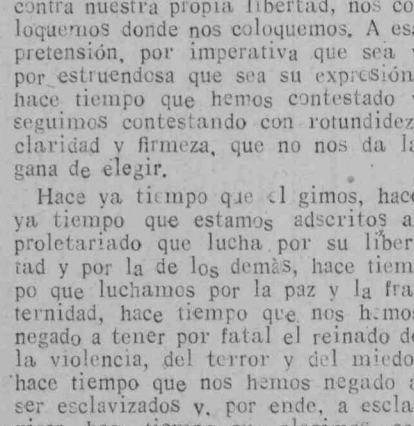 contra nuestra propia libertad, nos co
loquemos donde nos coloquemos. A esa
pretensión, por imperativa que sea
por estruendosa que sea su expresión
hace tiempo que hemos contestado
seguimos contestando con rotundidez
claridad y firmeza, que no nos da la
gana de elegir.
Hace ya tiempo que el gimos, hace
ya tiempo que estamos adscritos a
proletariado que lucha por su liber
tad y por la de los demàs, hace tiem
po que luchamos por la paz y la fra
ternidad, hace tiempo que nos hemos
negado a tener por fatal el reinado de
la violencia, del terror y del miedo
hace tiempo que nos hemos negado a
ser esclavizados y, por ende, a escla